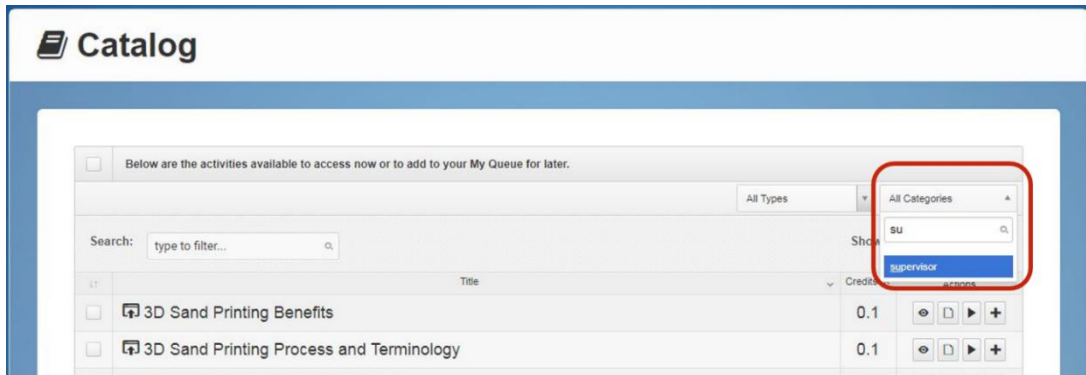 Catalog
Below are the activities available to access now or to add to your My Queue for later.
All Types All Categories
su
Search: type to filter... Show
supervisor
Title Credits Actions
3D Sand Printing Benefits 0.1
3D Sand Printing Process and Terminology 0.1